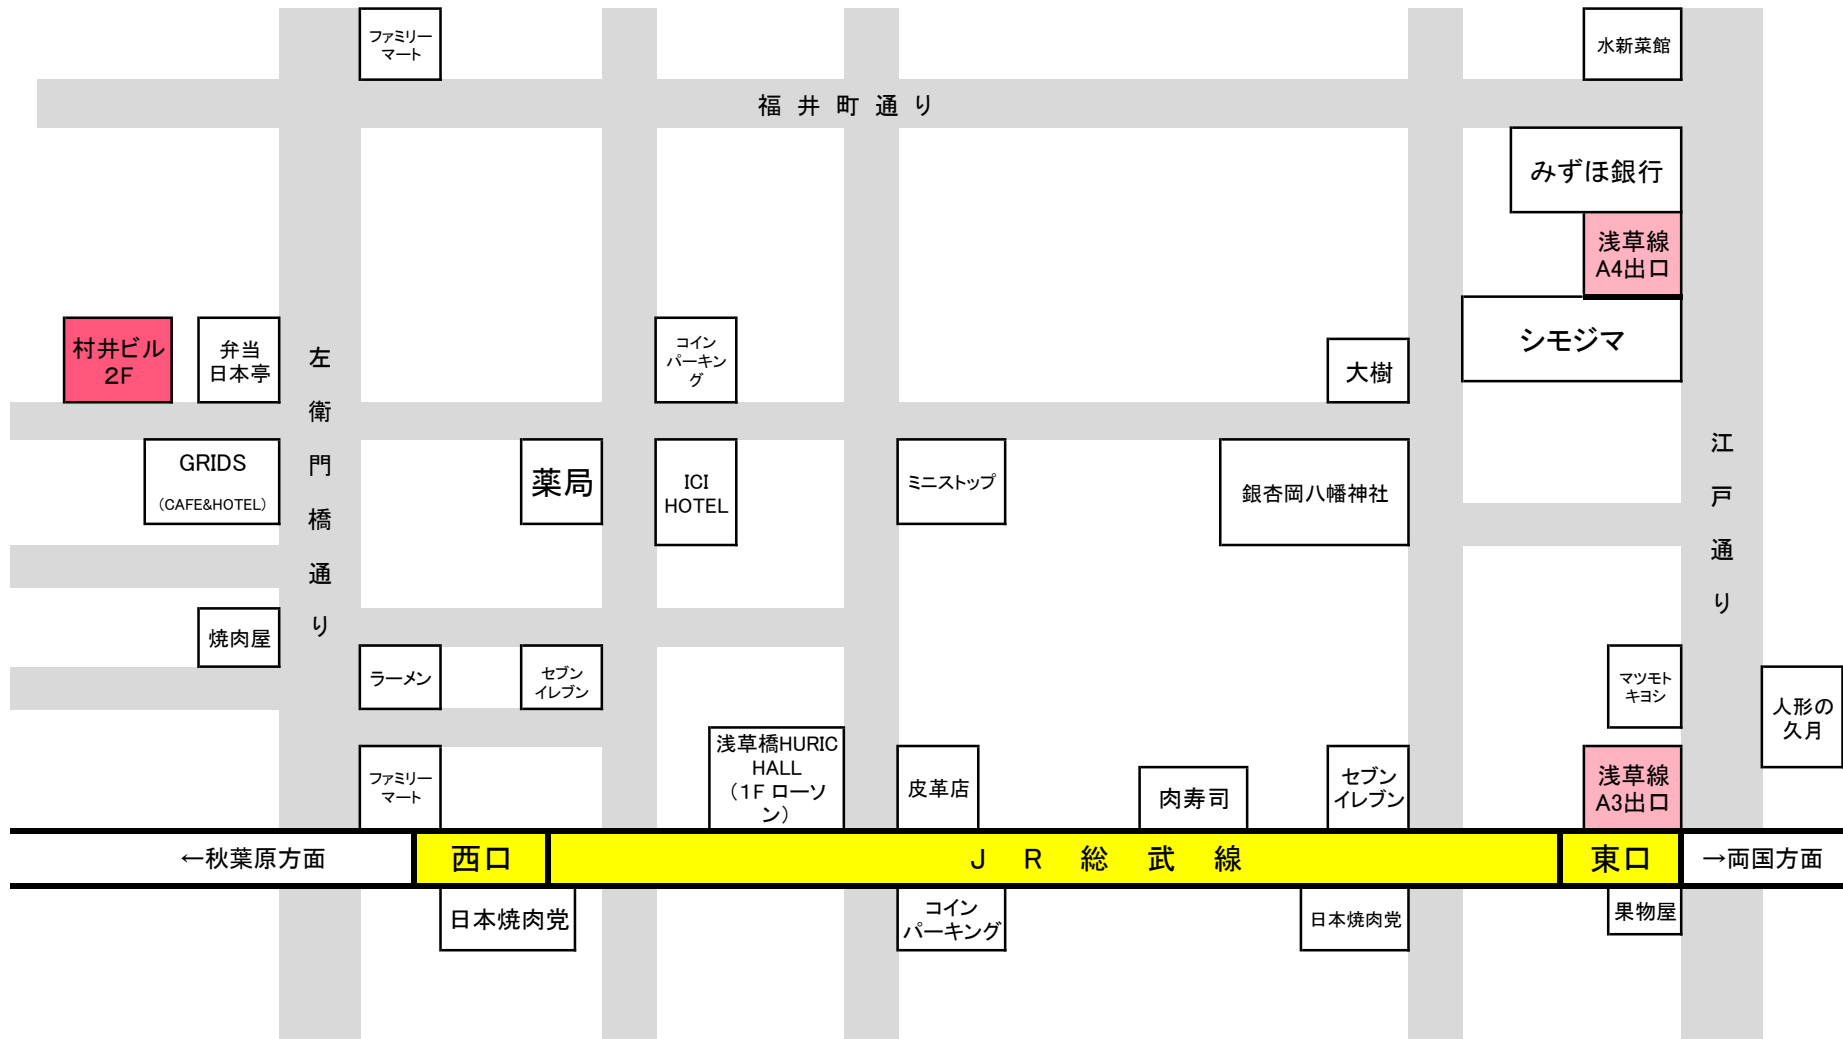 ファミリー
マート
水新菜館
福井町通り
みずほ銀行
浅草線
A4出口
村井ビル
2F
弁当
日本亭
左衛門橋通り
コイン
パーキン
グ
大樹
シモジマ
GRIDS
（CAFE&HOTEL）
薬局
ICI
HOTEL
ミニストップ
銀杏岡八幡神社
江戸通り
焼肉屋
ラーメン
セブン
イレブン
マツモト
キヨシ
人形の
久月
ファミリー
マート
浅草橋HURIC
HALL
（1F ローソ
ン）
皮革店
肉寿司
セブン
イレブン
浅草線
A3出口
←秋葉原方面
西口
JR総武線
東口
→両国方面
日本焼肉党
コイン
パーキング
日本焼肉党
果物屋